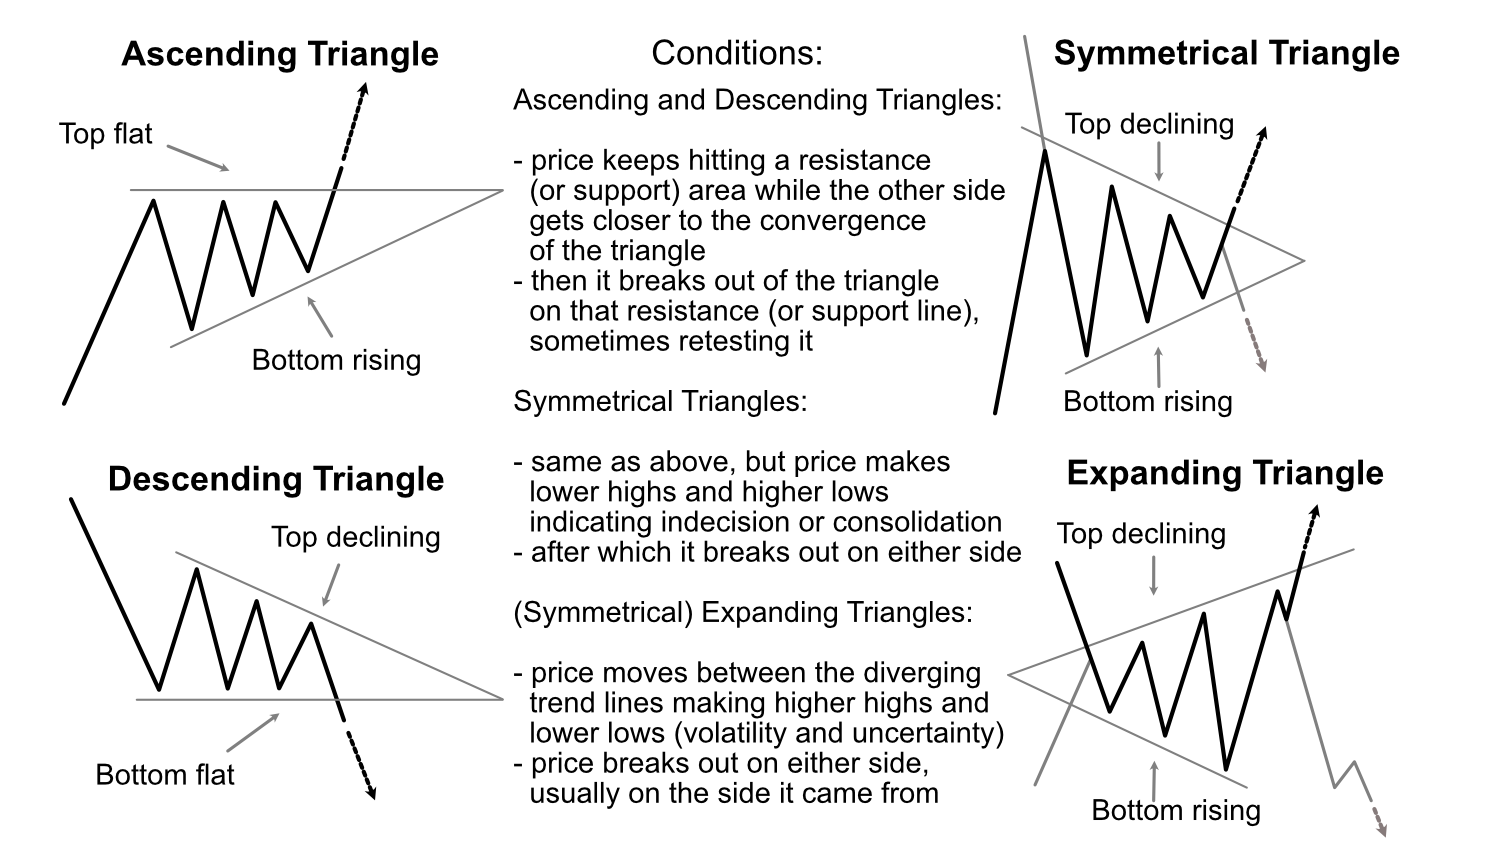 Ascending Triangle
Top flat
Bottom rising
Descending Triangle
Top declining
Bottom flat
Conditions:
Ascending and Descending Triangles:
- price keeps hitting a resistance
(or support) area while the other side
gets closer to the convergence
of the triangle
- then it breaks out of the triangle
on that resistance (or support line),
sometimes retesting it
Symmetrical Triangles:
- same as above, but price makes
lower highs and higher lows
indicating indecision or consolidation
- after which it breaks out on either side
(Symmetrical) Expanding Triangles:
- price moves between the diverging
trend lines making higher highs and
lower lows (volatility and uncertainty)
- price breaks out on either side,
usually on the side it came from
Symmetrical Triangle
Top declining
Bottom rising
Expanding Triangle
Top declining
Bottom rising